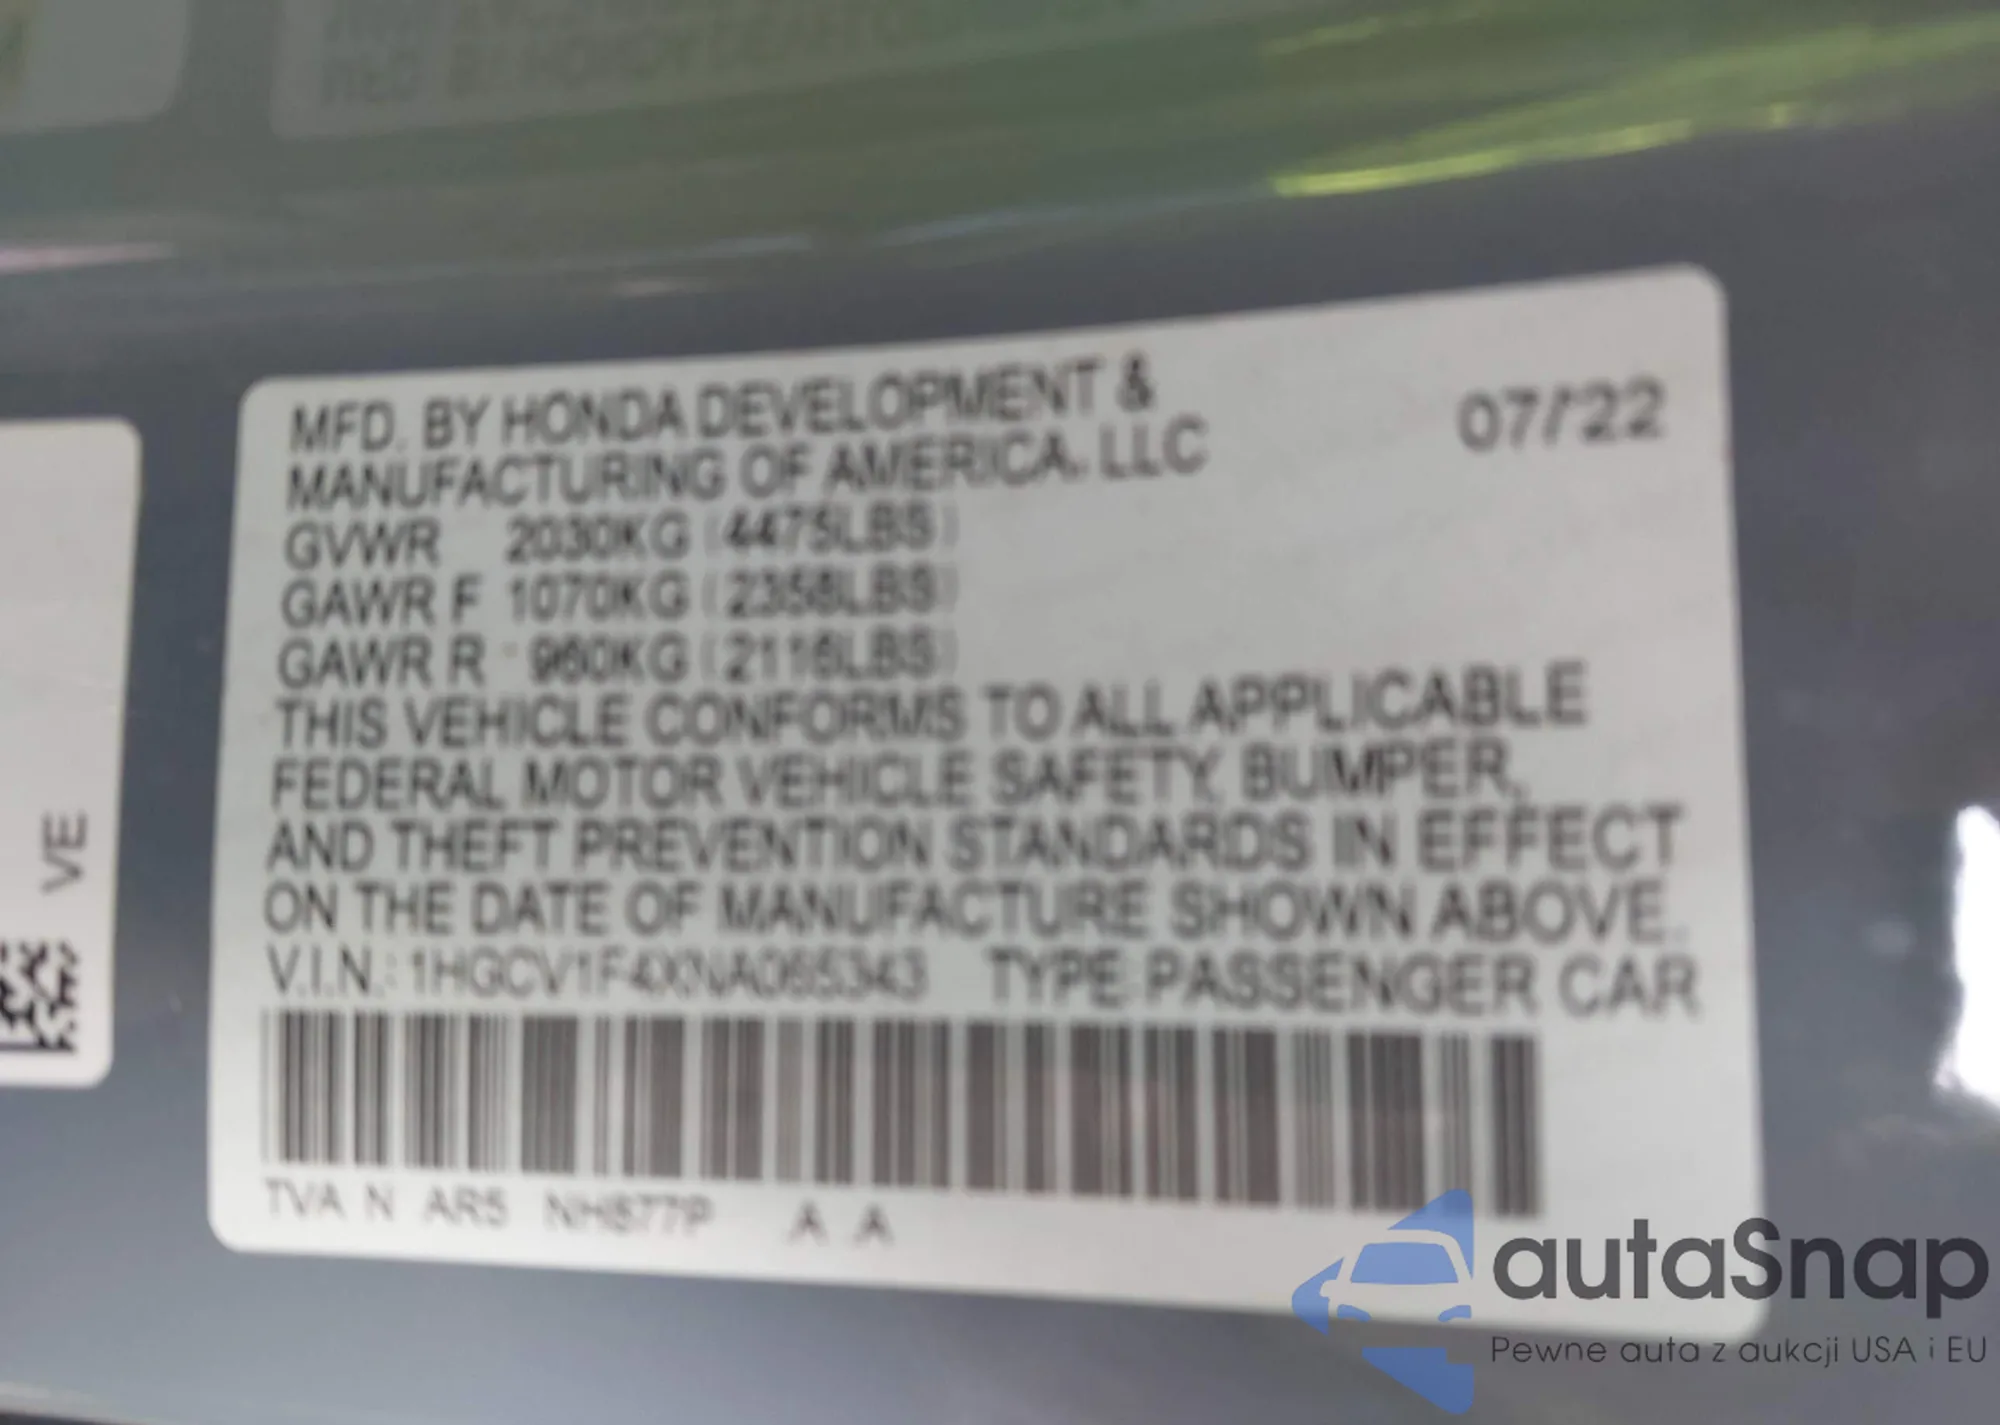 MFD. BY HONDA DEVELOPMENT & 07/22
MANUFACTURING OF AMERICA, LLC
GVWR 2030KG (4475LBS)
GAWR F 1070KG (2358LBS)
GAWR R 960KG (2116LBS)
THIS VEHICLE CONFORMS TO ALL APPLICABLE
FEDERAL MOTOR VEHICLE SAFETY, BUMPER,
AND THEFT PREVENTION STANDARDS IN EFFECT
ON THE DATE OF MANUFACTURE SHOWN ABOVE.
V.I.N.: 1HGCV1F4XNA065343 TYPE PASSENGER CAR
TVA N AR5 NH877P A A
VE
autaSnap
Pewne auta z aukcji USA i EU